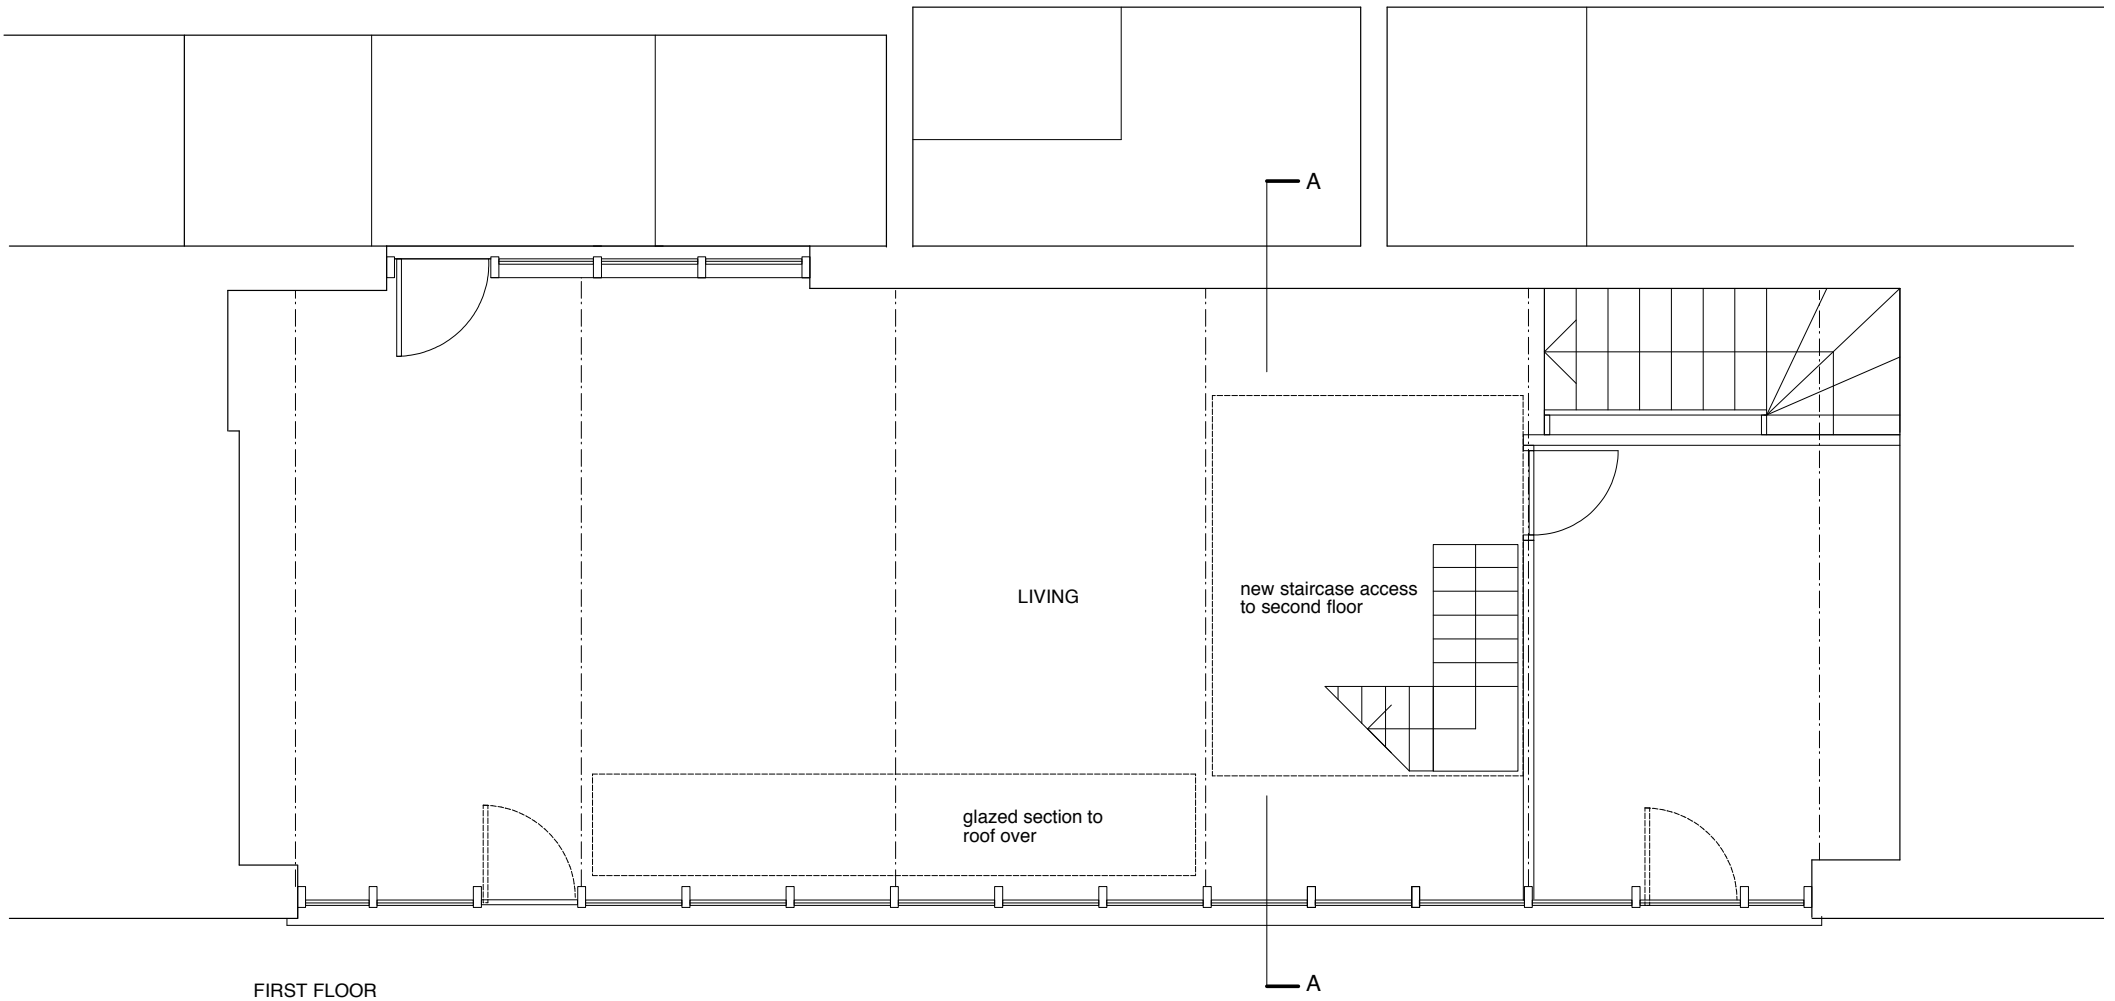 A
LIVING
new staircase access
to second floor
glazed section to
roof over
A
FIRST FLOOR